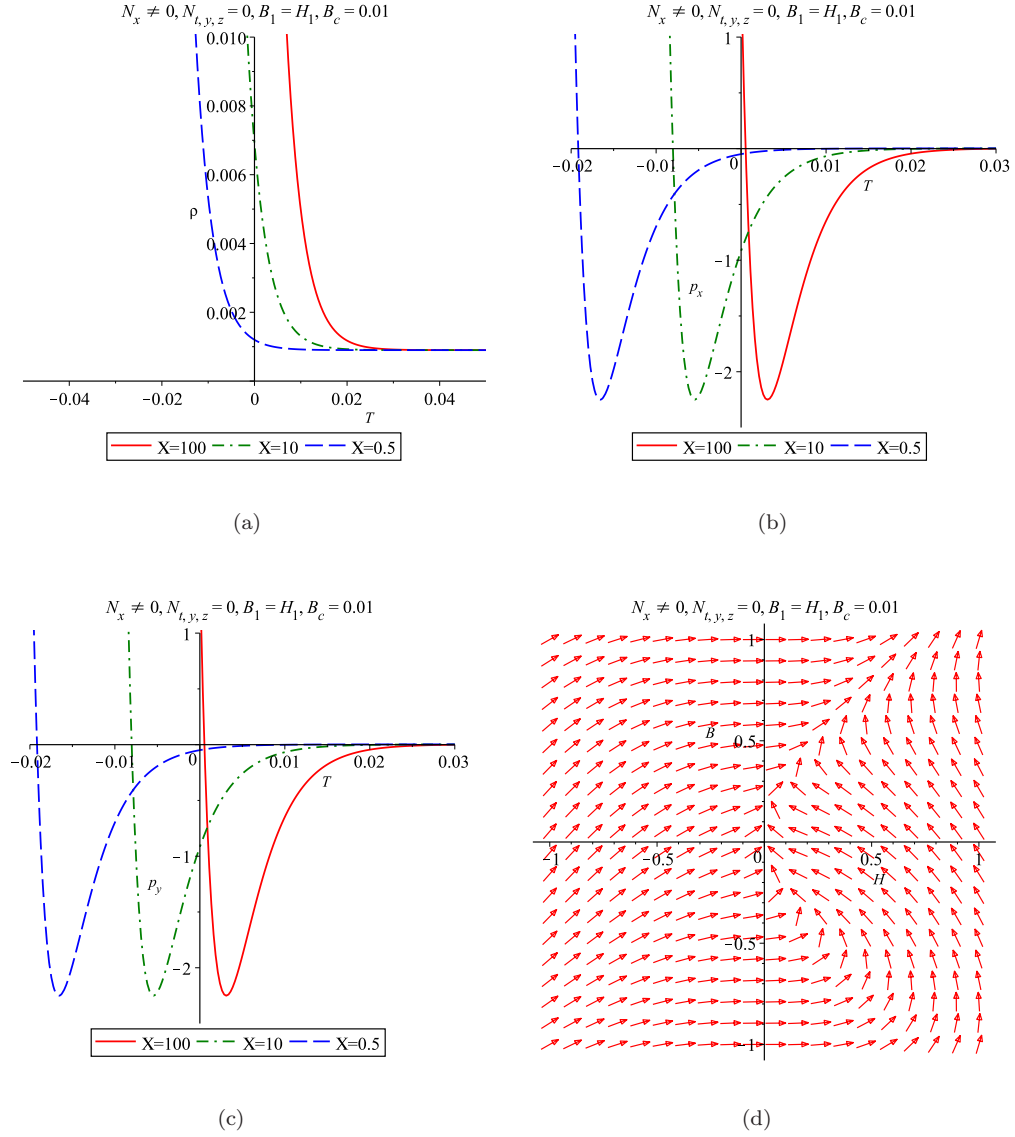 N_x ≠ 0, N_{t, y, z} = 0, B_1 = H_1, B_c = 0.01
0.010
0.008
0.006
ρ
0.004
0.002
−0.04 −0.02 0 0.02 0.04
T
X=100 X=10 X=0.5
(a)
N_x ≠ 0, N_{t, y, z} = 0, B_1 = H_1, B_c = 0.01
1
−0.02 −0.01 0 0.01 0.02 0.03
T
−1
p_x
−2
X=100 X=10 X=0.5
(b)
N_x ≠ 0, N_{t, y, z} = 0, B_1 = H_1, B_c = 0.01
1
−0.02 −0.01 0 0.01 0.02 0.03
T
−1
p_y
−2
X=100 X=10 X=0.5
(c)
N_x ≠ 0, N_{t, y, z} = 0, B_1 = H_1, B_c = 0.01
1
B
0.5
−1 −0.5 0 0.5 1
H
−0.5
−1
(d)